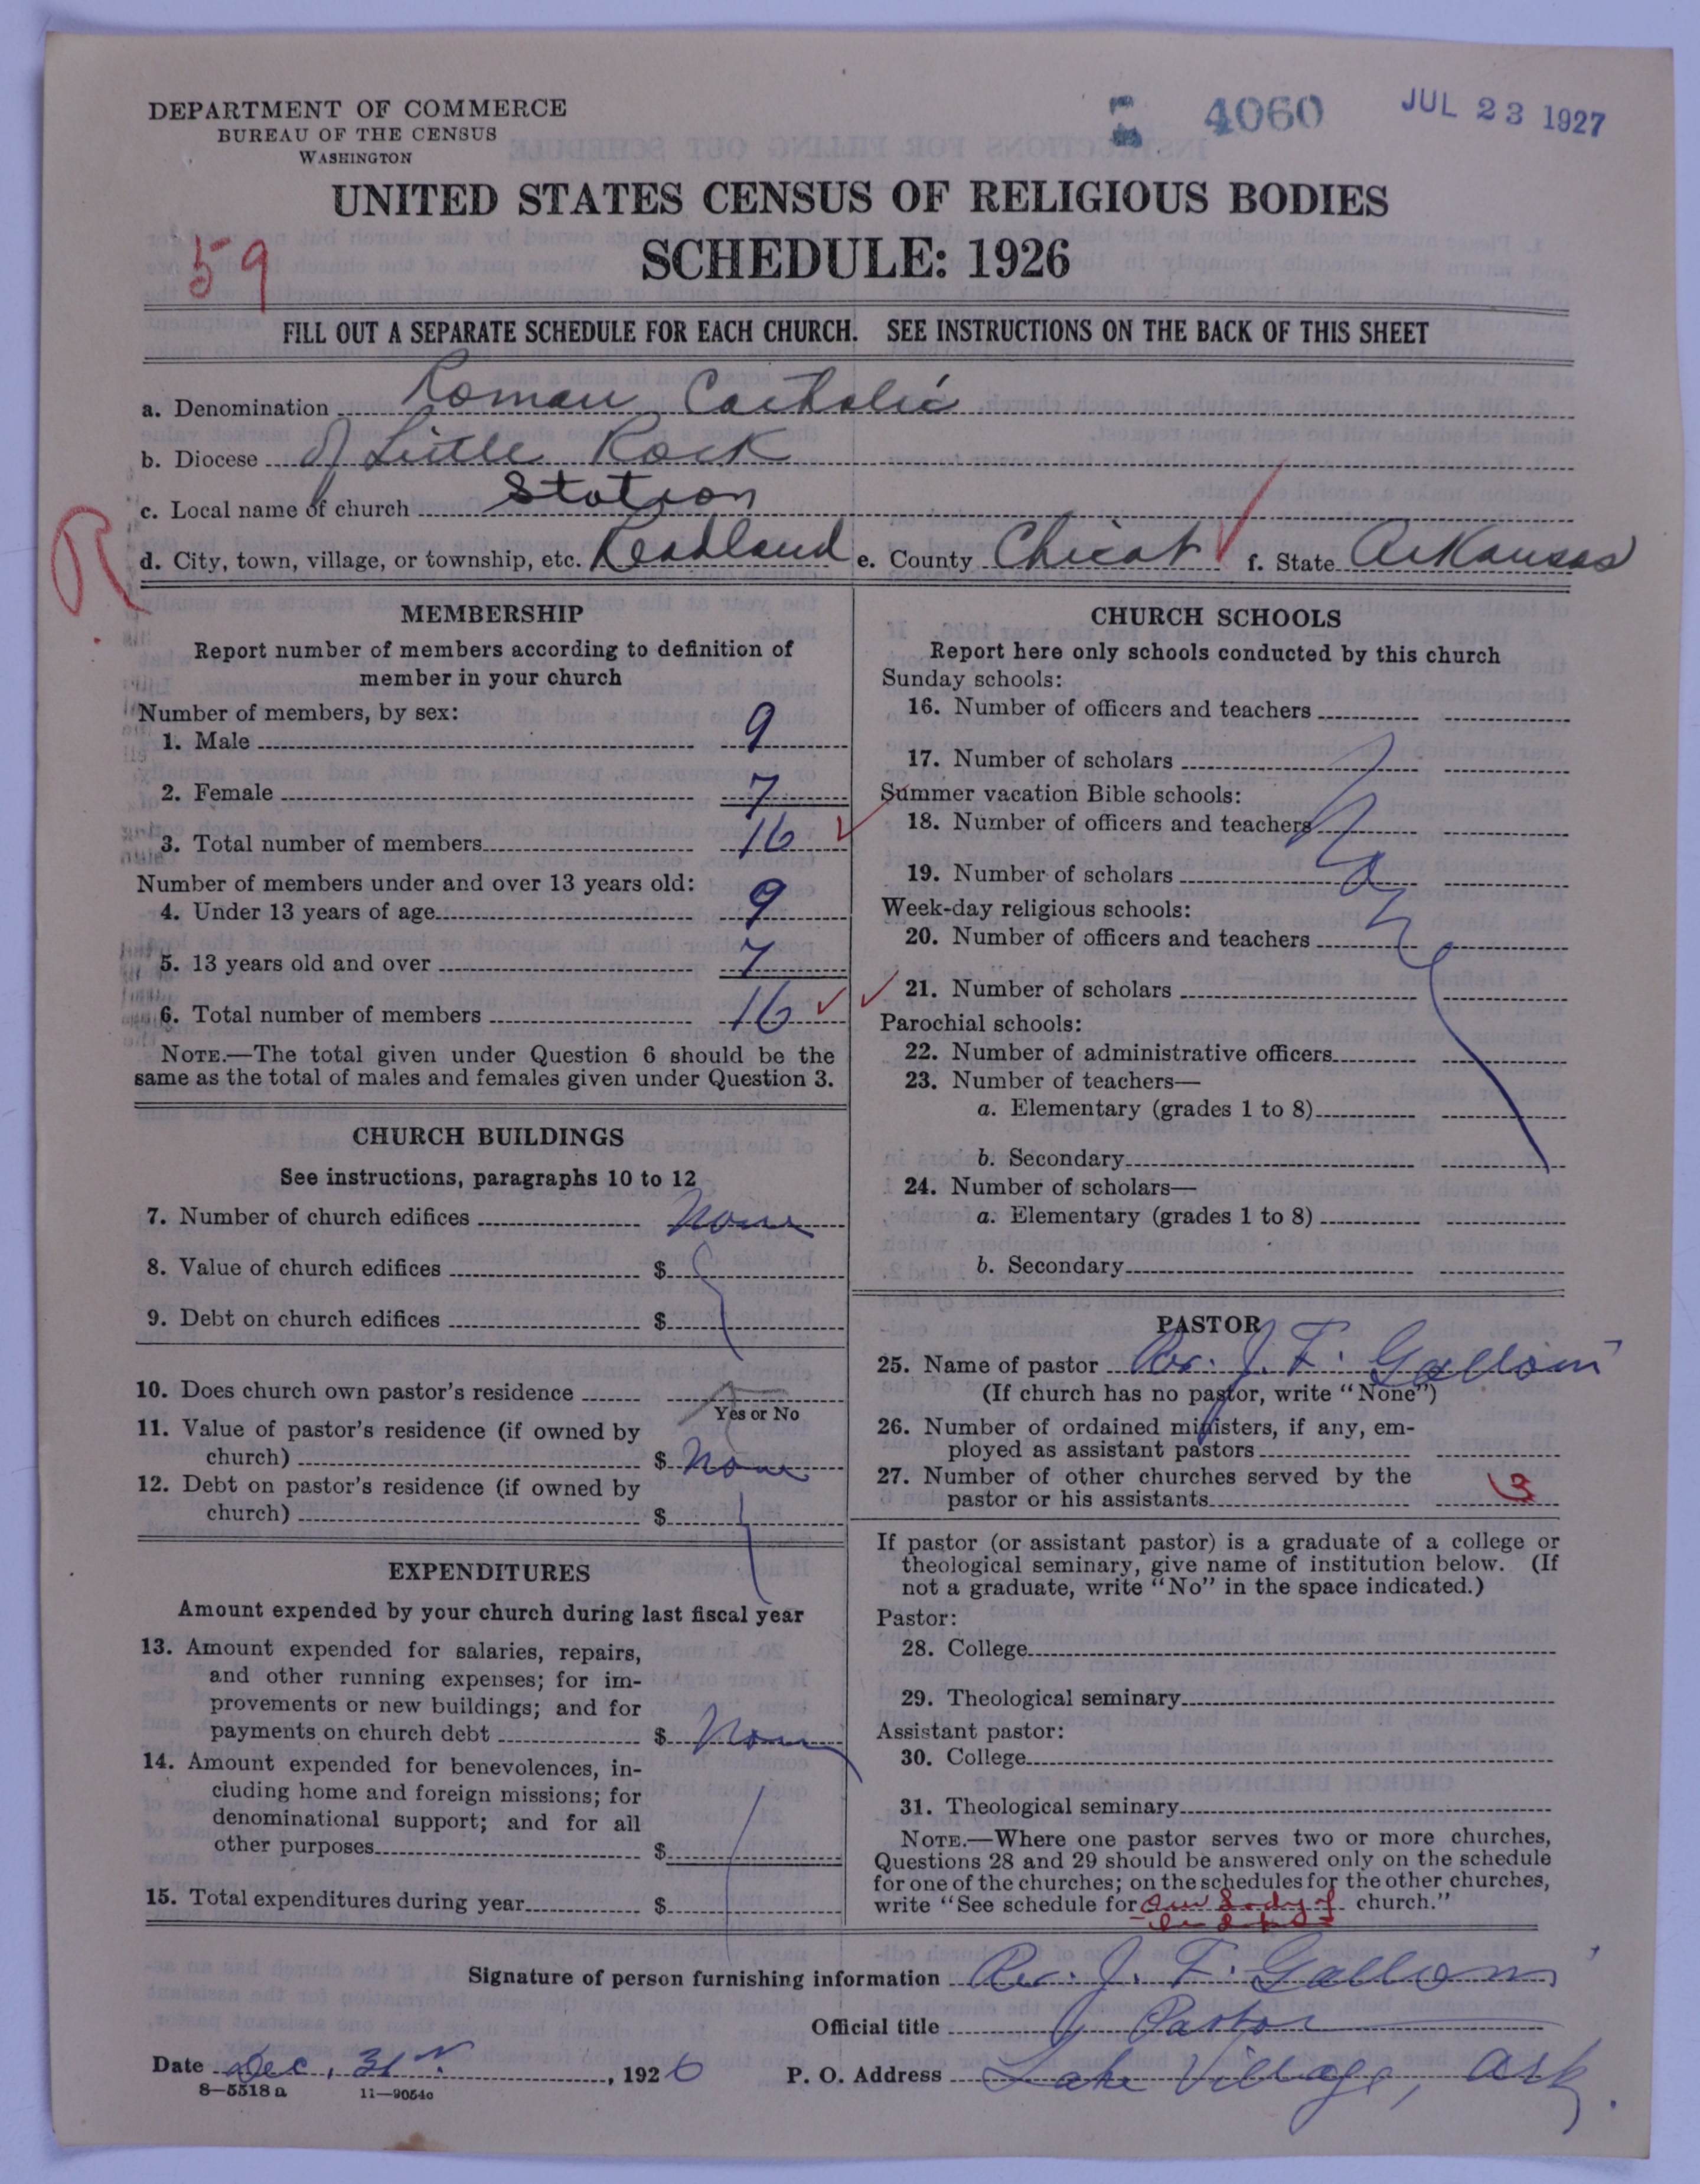 DEPARTMENT OF COMMERCE
BUREAU OF THE CENSUS
WASHINGTON
4060
JUL 23 1927
UNITED STATES CENSUS OF RELIGIOUS BODIES
SCHEDULE: 1926
59
FILL OUT A SEPARATE SCHEDULE FOR EACH CHURCH. SEE INSTRUCTIONS ON THE BACK OF THIS SHEET
a. Denomination Roman Catholic
b. Diocese of Little Rock
c. Local name of church Station
R
d. City, town, village, or township, etc. Readland e. County Chicot f. State Arkansas
MEMBERSHIP
Report number of members according to definition of
member in your church
Number of members, by sex:
1. Male 9
2. Female 7
3. Total number of members 16
Number of members under and over 13 years old:
4. Under 13 years of age 9
5. 13 years old and over 7
6. Total number of members 16
NOTE.—The total given under Question 6 should be the
same as the total of males and females given under Question 3.
CHURCH BUILDINGS
See instructions, paragraphs 10 to 12
7. Number of church edifices None
8. Value of church edifices $
9. Debt on church edifices $
10. Does church own pastor's residence
Yes or No
11. Value of pastor's residence (if owned by
church) $ None
12. Debt on pastor's residence (if owned by
church) $
EXPENDITURES
Amount expended by your church during last fiscal year
13. Amount expended for salaries, repairs,
and other running expenses; for im-
provements or new buildings; and for
payments on church debt $ None
14. Amount expended for benevolences, in-
cluding home and foreign missions; for
denominational support; and for all
other purposes $
15. Total expenditures during year $
CHURCH SCHOOLS
Report here only schools conducted by this church
Sunday schools:
16. Number of officers and teachers
17. Number of scholars
Summer vacation Bible schools:
18. Number of officers and teachers
19. Number of scholars
Week-day religious schools:
20. Number of officers and teachers
21. Number of scholars
Parochial schools:
22. Number of administrative officers
23. Number of teachers—
a. Elementary (grades 1 to 8)
b. Secondary
24. Number of scholars—
a. Elementary (grades 1 to 8)
b. Secondary
PASTOR
25. Name of pastor Rev. J. F. Galloni
(If church has no pastor, write "None")
26. Number of ordained ministers, if any, em-
ployed as assistant pastors
27. Number of other churches served by the
pastor or his assistants 3
If pastor (or assistant pastor) is a graduate of a college or
theological seminary, give name of institution below. (If
not a graduate, write "No" in the space indicated.)
Pastor:
28. College
29. Theological seminary
Assistant pastor:
30. College
31. Theological seminary
NOTE.—Where one pastor serves two or more churches,
Questions 28 and 29 should be answered only on the schedule
for one of the churches; on the schedules for the other churches,
write "See schedule for Our Lady of church."
Signature of person furnishing information Rev. J. F. Galloni
Official title Pastor
Date Dec. 31st, 1926 P. O. Address Lake Village, Ark.
8—5518 a 11—9054c